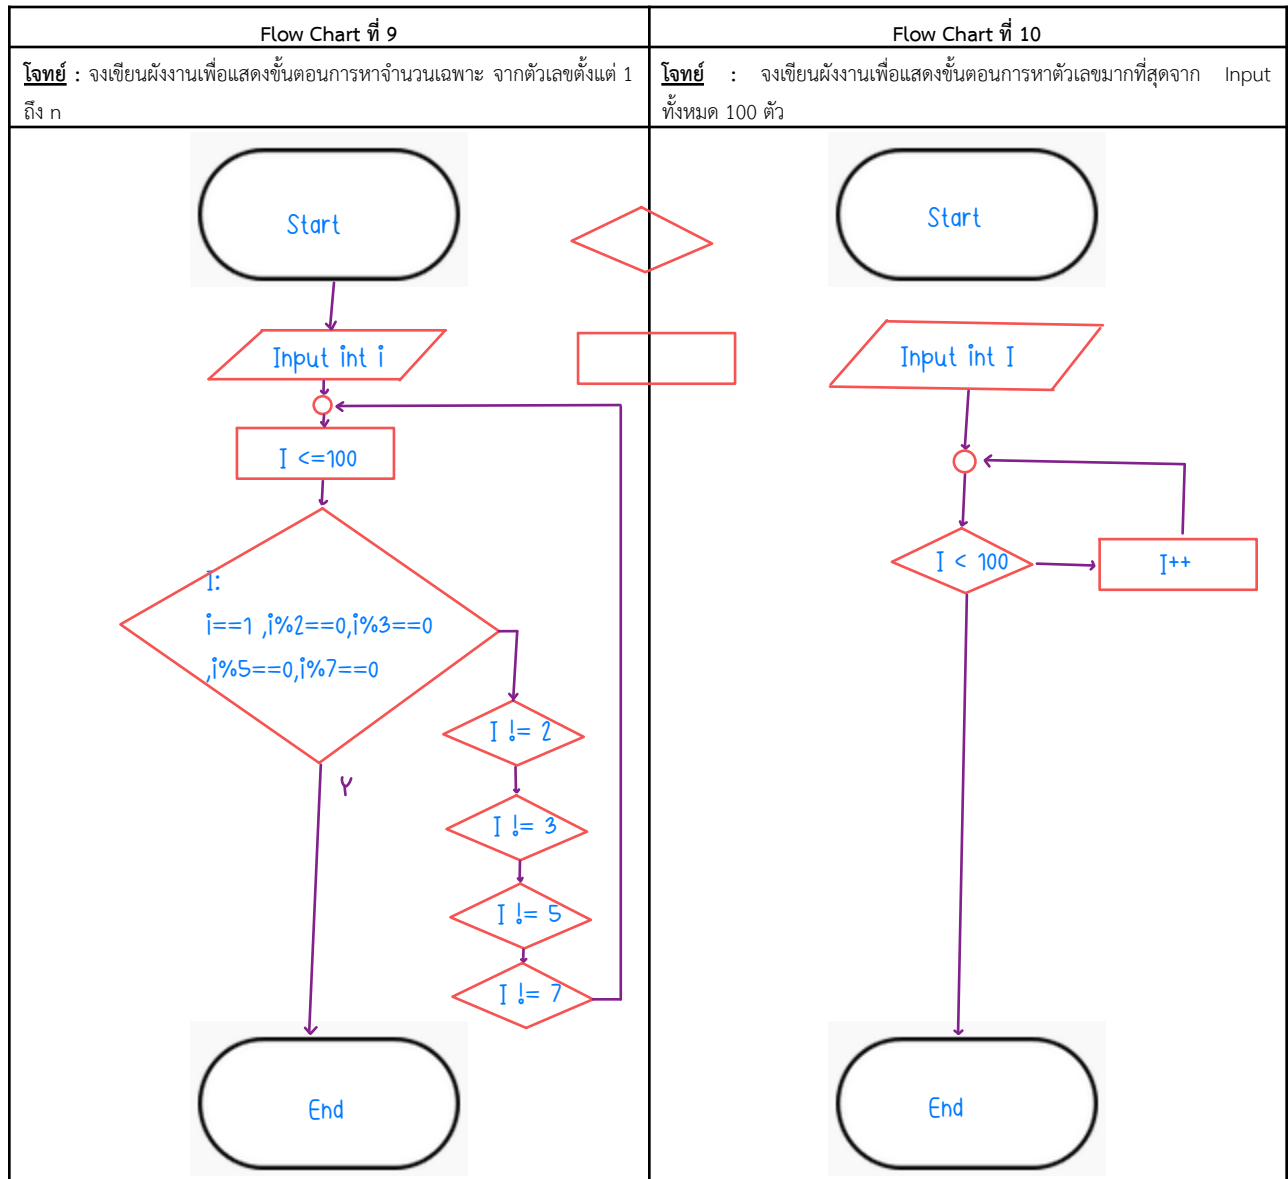 Flow Chart ที่ 9
โจทย์ : จงเขียนผังงานเพื่อแสดงขั้นตอนการหาจำนวนเฉพาะ จากตัวเลขตั้งแต่ 1
ถึง n
Start
Input int i
I <=100
I:
i==1 ,i%2==0,i%3==0
,i%5==0,i%7==0
Y
I != 2
I != 3
I != 5
I != 7
End
Flow Chart ที่ 10
โจทย์ : จงเขียนผังงานเพื่อแสดงขั้นตอนการหาตัวเลขมากที่สุดจาก Input
ทั้งหมด 100 ตัว
Start
Input int I
I < 100
I++
End